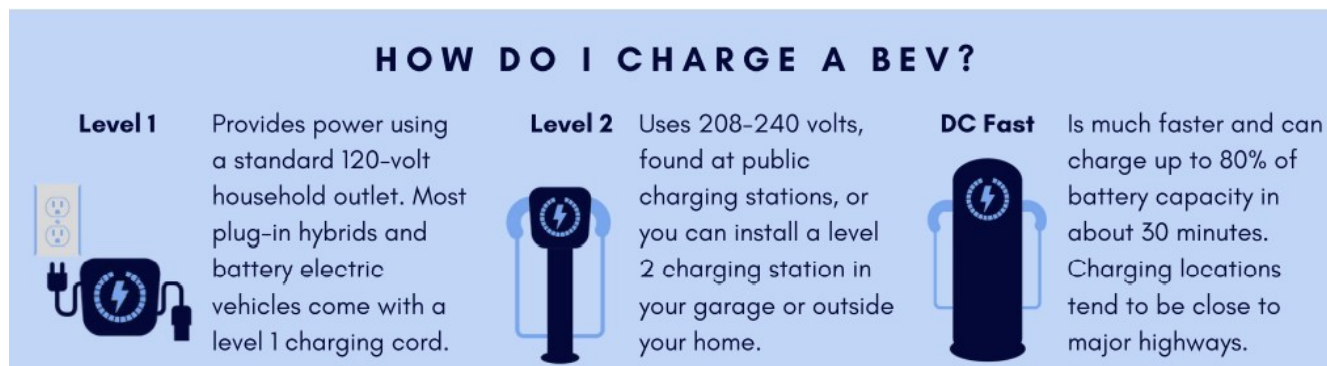 HOW DO I CHARGE A BEV?
Level 1
Provides power using
a standard 120-volt
household outlet. Most
plug-in hybrids and
battery electric
vehicles come with a
level 1 charging cord.
Level 2
Uses 208-240 volts,
found at public
charging stations, or
you can install a level
2 charging station in
your garage or outside
your home.
DC Fast
Is much faster and can
charge up to 80% of
battery capacity in
about 30 minutes.
Charging locations
tend to be close to
major highways.